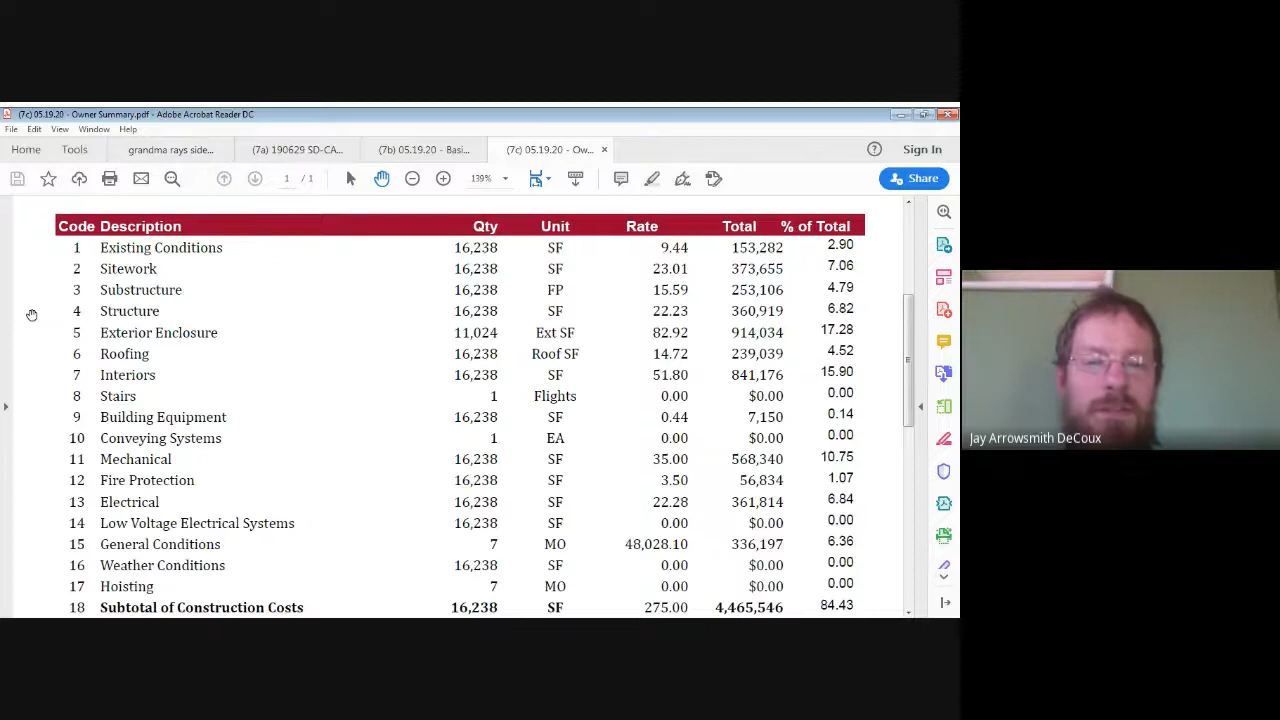 (7c) 05.19.20 - Owner Summary.pdf - Adobe Acrobat Reader DC
File Edit View Window Help
Home Tools grandma rays side... (7a) 190629 SD-CA... (7b) 05.19.20 - Basi... (7c) 05.19.20 - Ow... × Sign In
1 / 1 139% Share
Code Description Qty Unit Rate Total % of Total
1 Existing Conditions 16,238 SF 9.44 153,282 2.90
2 Sitework 16,238 SF 23.01 373,655 7.06
3 Substructure 16,238 FP 15.59 253,106 4.79
4 Structure 16,238 SF 22.23 360,919 6.82
5 Exterior Enclosure 11,024 Ext SF 82.92 914,034 17.28
6 Roofing 16,238 Roof SF 14.72 239,039 4.52
7 Interiors 16,238 SF 51.80 841,176 15.90
8 Stairs 1 Flights 0.00 $0.00 0.00
9 Building Equipment 16,238 SF 0.44 7,150 0.14
10 Conveying Systems 1 EA 0.00 $0.00 0.00
11 Mechanical 16,238 SF 35.00 568,340 10.75
12 Fire Protection 16,238 SF 3.50 56,834 1.07
13 Electrical 16,238 SF 22.28 361,814 6.84
14 Low Voltage Electrical Systems 16,238 SF 0.00 $0.00 0.00
15 General Conditions 7 MO 48,028.10 336,197 6.36
16 Weather Conditions 16,238 SF 0.00 $0.00 0.00
17 Hoisting 7 MO 0.00 $0.00 0.00
18 Subtotal of Construction Costs 16,238 SF 275.00 4,465,546 84.43
Jay Arrowsmith DeCoux